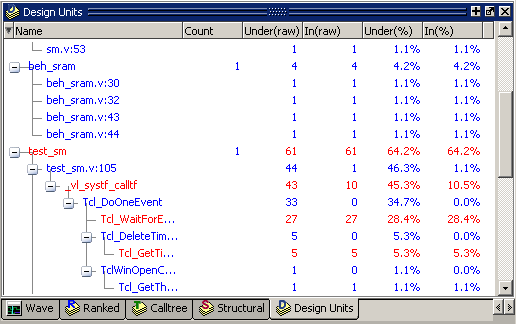 Design Units
Name Count Under(raw) In(raw) Under(%) In(%)
sm.v:53 1 1 1.1% 1.1%
beh_sram 1 4 4 4.2% 4.2%
beh_sram.v:30 1 1 1.1% 1.1%
beh_sram.v:32 1 1 1.1% 1.1%
beh_sram.v:43 1 1 1.1% 1.1%
beh_sram.v:44 1 1 1.1% 1.1%
test_sm 1 61 61 64.2% 64.2%
test_sm.v:105 44 1 46.3% 1.1%
_vl_systf_calltf 43 10 45.3% 10.5%
Tcl_DoOneEvent 33 0 34.7% 0.0%
Tcl_WaitForE... 27 27 28.4% 28.4%
Tcl_DeleteTim... 5 0 5.3% 0.0%
Tcl_GetTi... 5 5 5.3% 5.3%
TclWinOpenC... 1 0 1.1% 0.0%
Tcl_GetTh... 1 1 1.1% 1.1%
Wave Ranked Calltree Structural Design Units